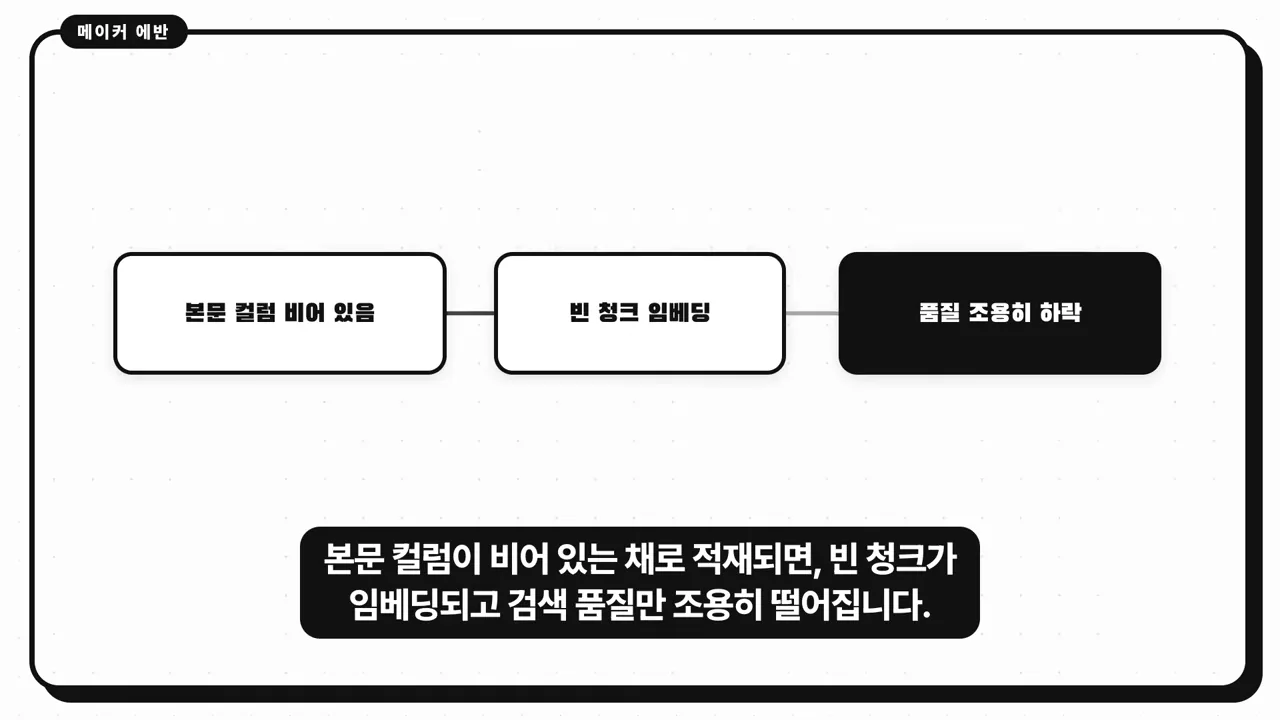 메이커 에반
본문 컬럼 비어 있음
빈 청크 임베딩
품질 조용히 하락
본문 컬럼이 비어 있는 채로 적재되면, 빈 청크가
임베딩되고 검색 품질만 조용히 떨어집니다.